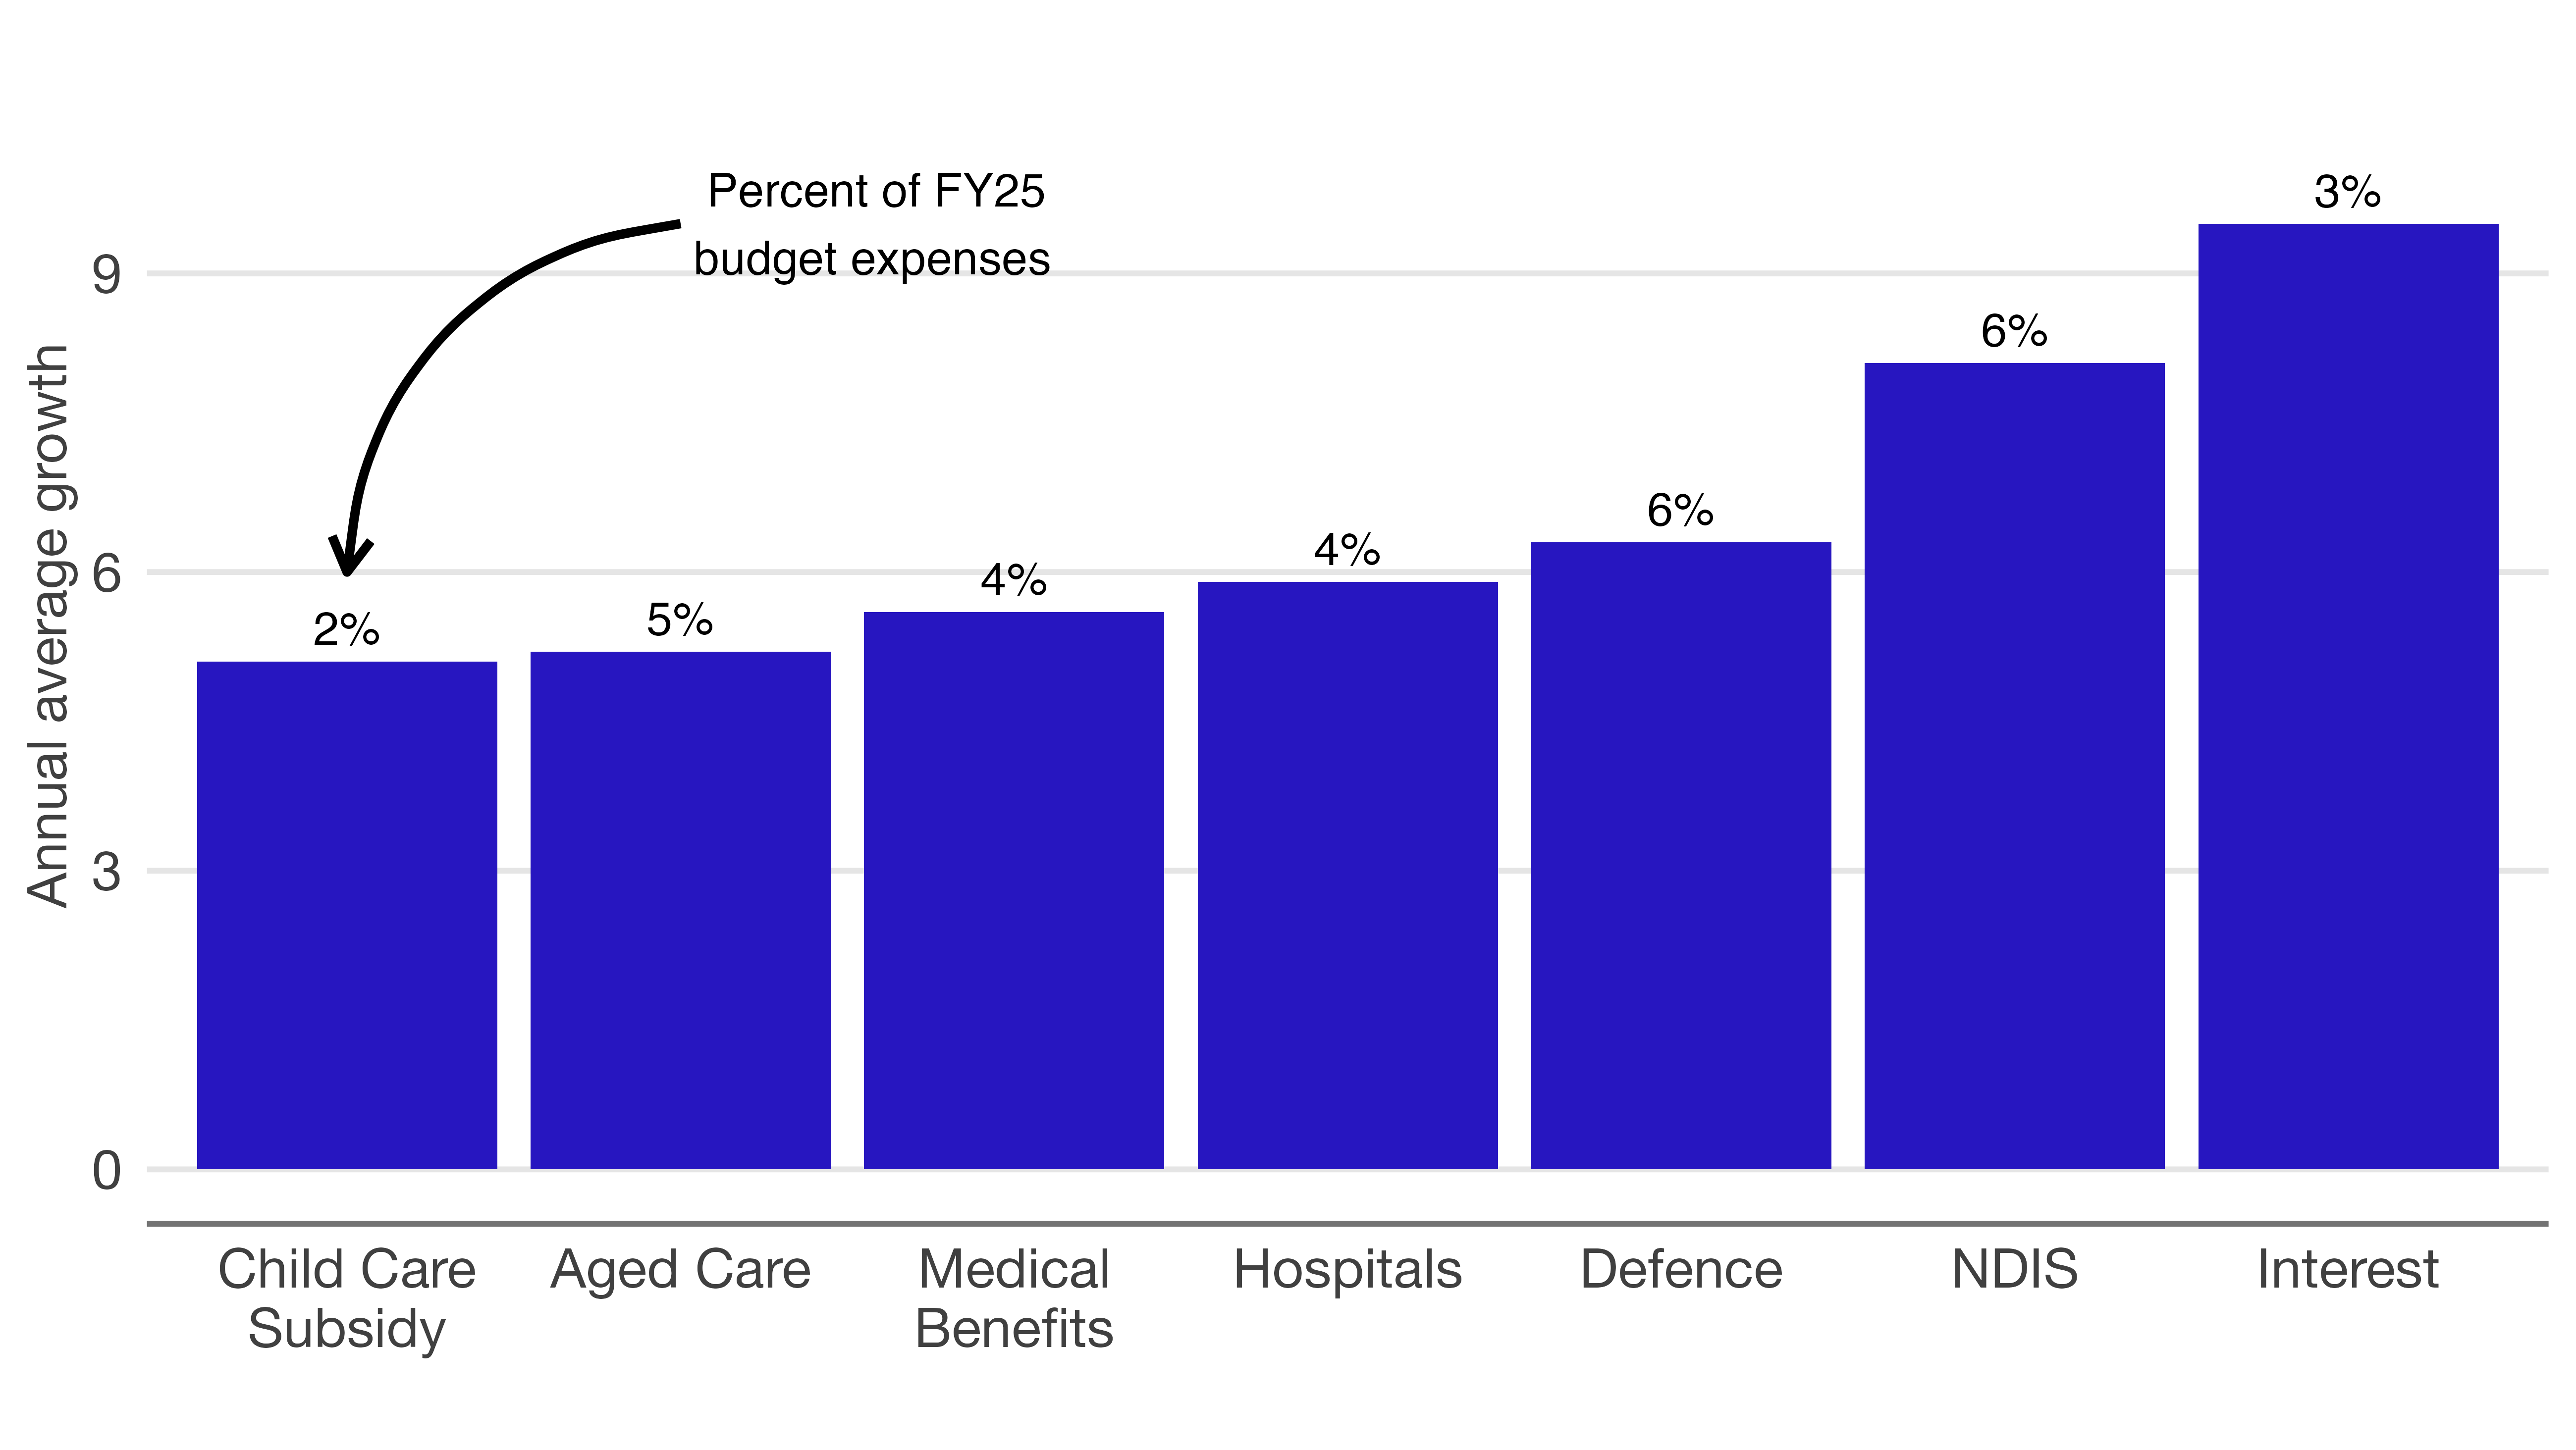 Percent of FY25
budget expenses
Annual average growth
9
6
3
0
2%
5%
4%
4%
6%
6%
3%
Child Care
Subsidy
Aged Care
Medical
Benefits
Hospitals
Defence
NDIS
Interest